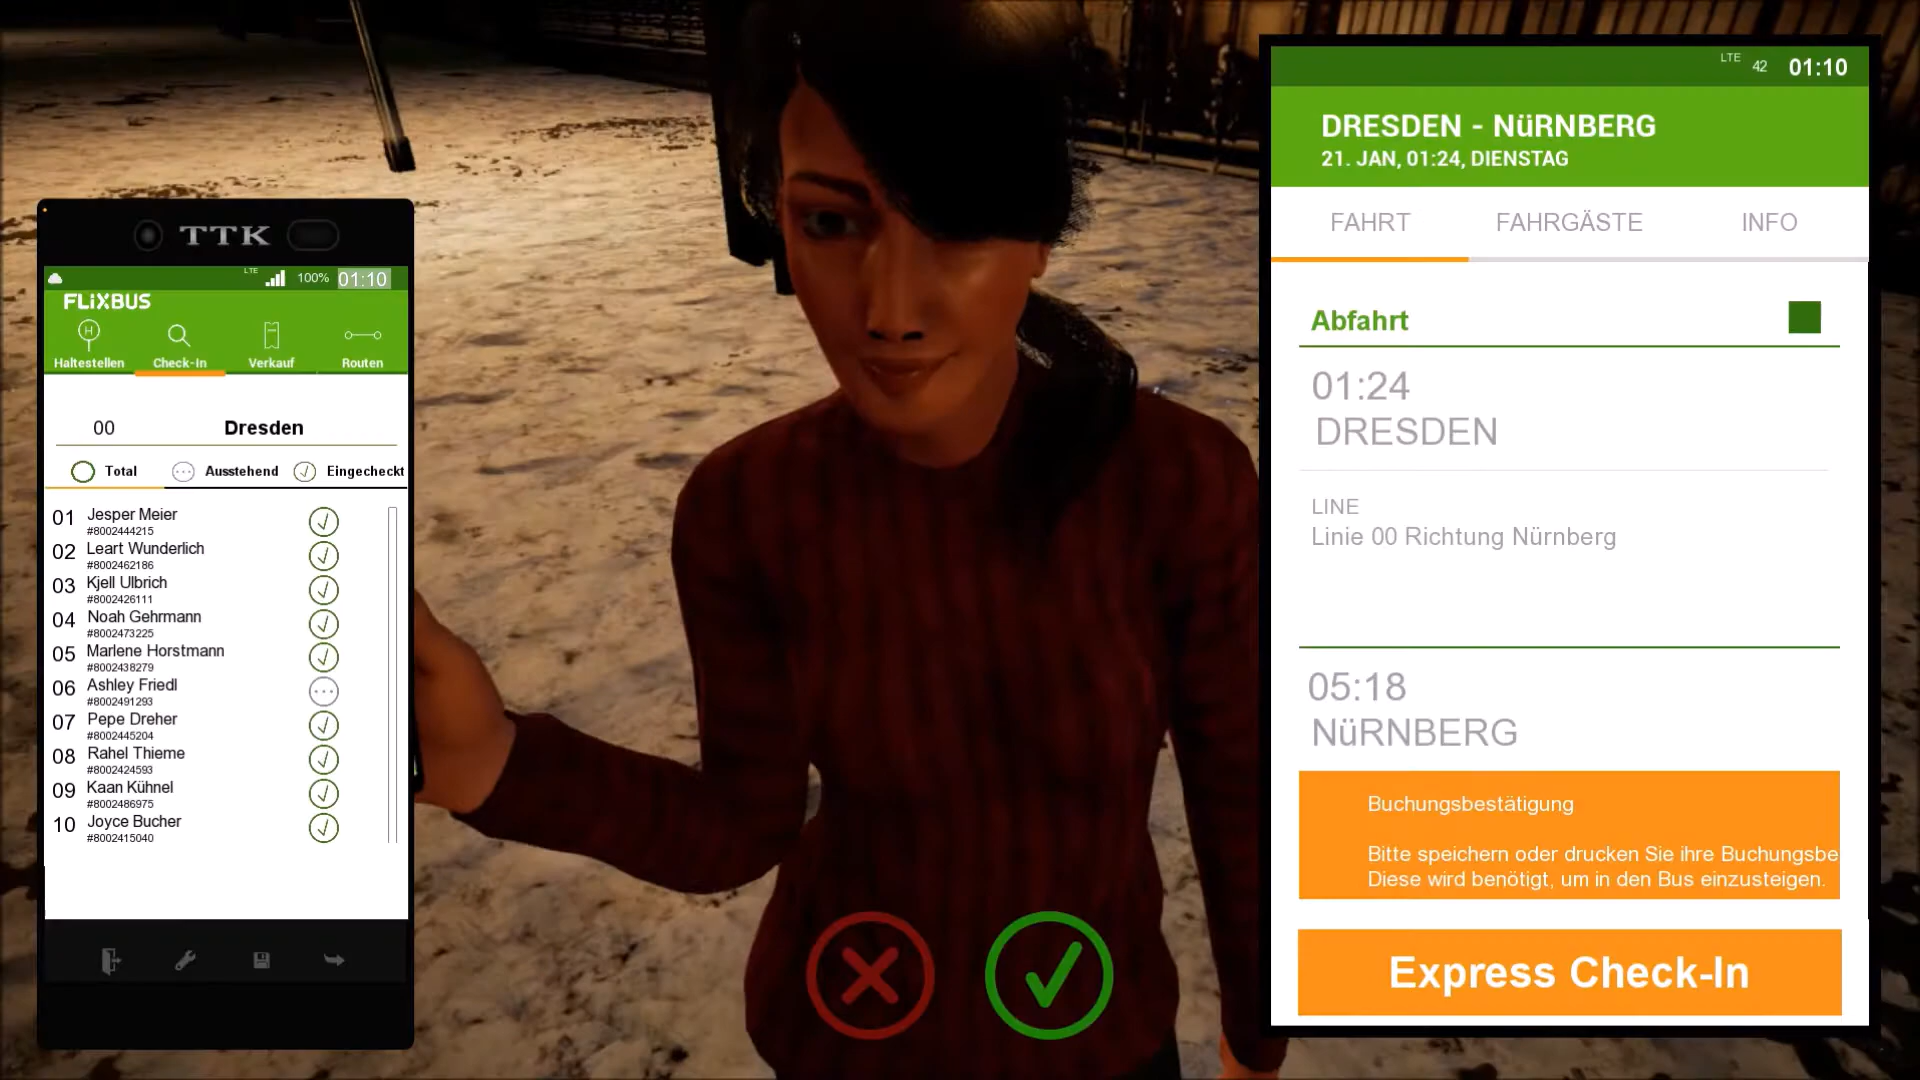 TTK
LTE 100% 01:10
FLiXBUS
H
Haltestellen Check-In Verkauf Routen
00 Dresden
Total Ausstehend Eingecheckt
01 Jesper Meier
#8002444215
02 Leart Wunderlich
#8002462186
03 Kjell Ulbrich
#8002426111
04 Noah Gehrmann
#8002473225
05 Marlene Horstmann
#8002438279
06 Ashley Friedl
#8002491293
07 Pepe Dreher
#8002445204
08 Rahel Thieme
#8002424593
09 Kaan Kühnel
#8002486975
10 Joyce Bucher
#8002415040
LTE 42 01:10
DRESDEN - NüRNBERG
21. JAN, 01:24, DIENSTAG
FAHRT FAHRGÄSTE INFO
Abfahrt
01:24
DRESDEN
LINE
Linie 00 Richtung Nürnberg
05:18
NüRNBERG
Buchungsbestätigung
Bitte speichern oder drucken Sie ihre Buchungsbe
Diese wird benötigt, um in den Bus einzusteigen.
Express Check-In